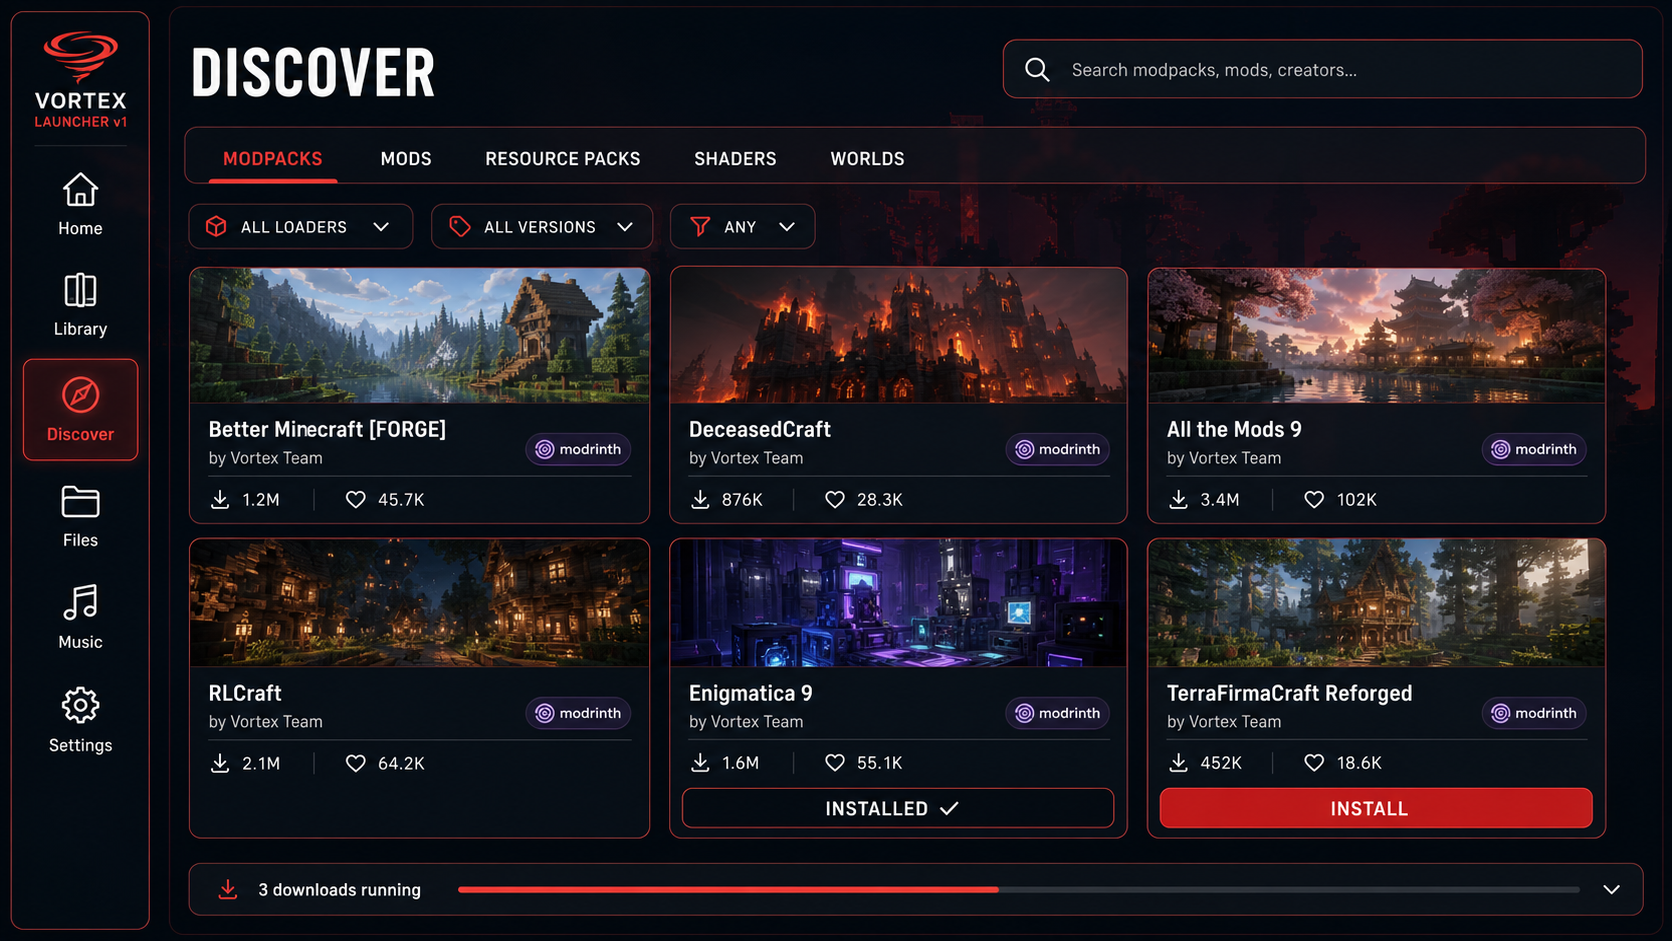 VORTEX
LAUNCHER v1
Home
Library
Discover
Files
Music
Settings
DISCOVER
Search modpacks, mods, creators...
MODPACKS MODS RESOURCE PACKS SHADERS WORLDS
ALL LOADERS ALL VERSIONS ANY
Better Minecraft [FORGE]
by Vortex Team
modrinth
1.2M 45.7K
DeceasedCraft
by Vortex Team
modrinth
876K 28.3K
All the Mods 9
by Vortex Team
modrinth
3.4M 102K
RLCraft
by Vortex Team
modrinth
2.1M 64.2K
Enigmatica 9
by Vortex Team
modrinth
1.6M 55.1K
INSTALLED
TerraFirmaCraft Reforged
by Vortex Team
modrinth
452K 18.6K
INSTALL
3 downloads running